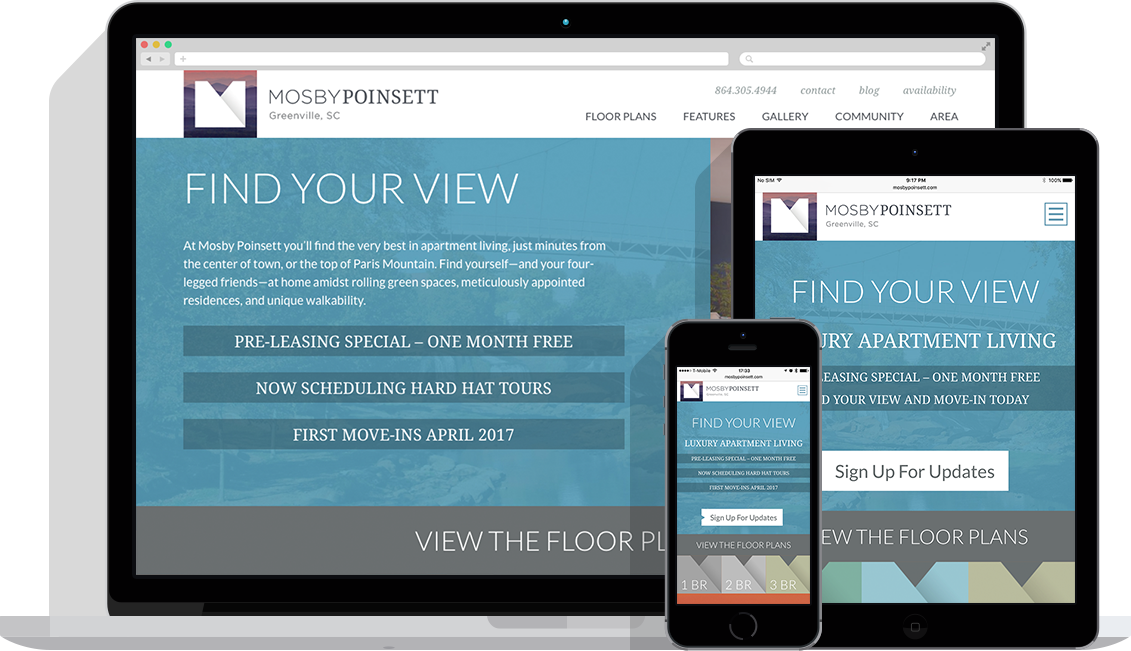 MOSBYPOINSETT
Greenville, SC
864.305.4944 contact blog availability
FLOOR PLANS FEATURES GALLERY COMMUNITY AREA
FIND YOUR VIEW
At Mosby Poinsett you'll find the very best in apartment living, just minutes from
the center of town, or the top of Paris Mountain. Find yourself—and your four-
legged friends—at home amidst rolling green spaces, meticulously appointed
residences, and unique walkability.
PRE-LEASING SPECIAL – ONE MONTH FREE
NOW SCHEDULING HARD HAT TOURS
FIRST MOVE-INS APRIL 2017
VIEW THE FLOOR PL
No SIM 9:17 PM 100%
mosbypoinsett.com
MOSBYPOINSETT
Greenville, SC
FIND YOUR VIEW
URY APARTMENT LIVING
EASING SPECIAL – ONE MONTH FREE
D YOUR VIEW AND MOVE-IN TODAY
Sign Up For Updates
EW THE FLOOR PLANS
T-Mobile 17:33
mosbypoinsett.com
MOSBYPOINSETT
Greenville, SC
FIND YOUR VIEW
LUXURY APARTMENT LIVING
PRE-LEASING SPECIAL – ONE MONTH FREE
NOW SCHEDULING HARD HAT TOURS
FIRST MOVE-INS APRIL 2017
Sign Up For Updates
VIEW THE FLOOR PLANS
1 BR 2 BR 3 BR